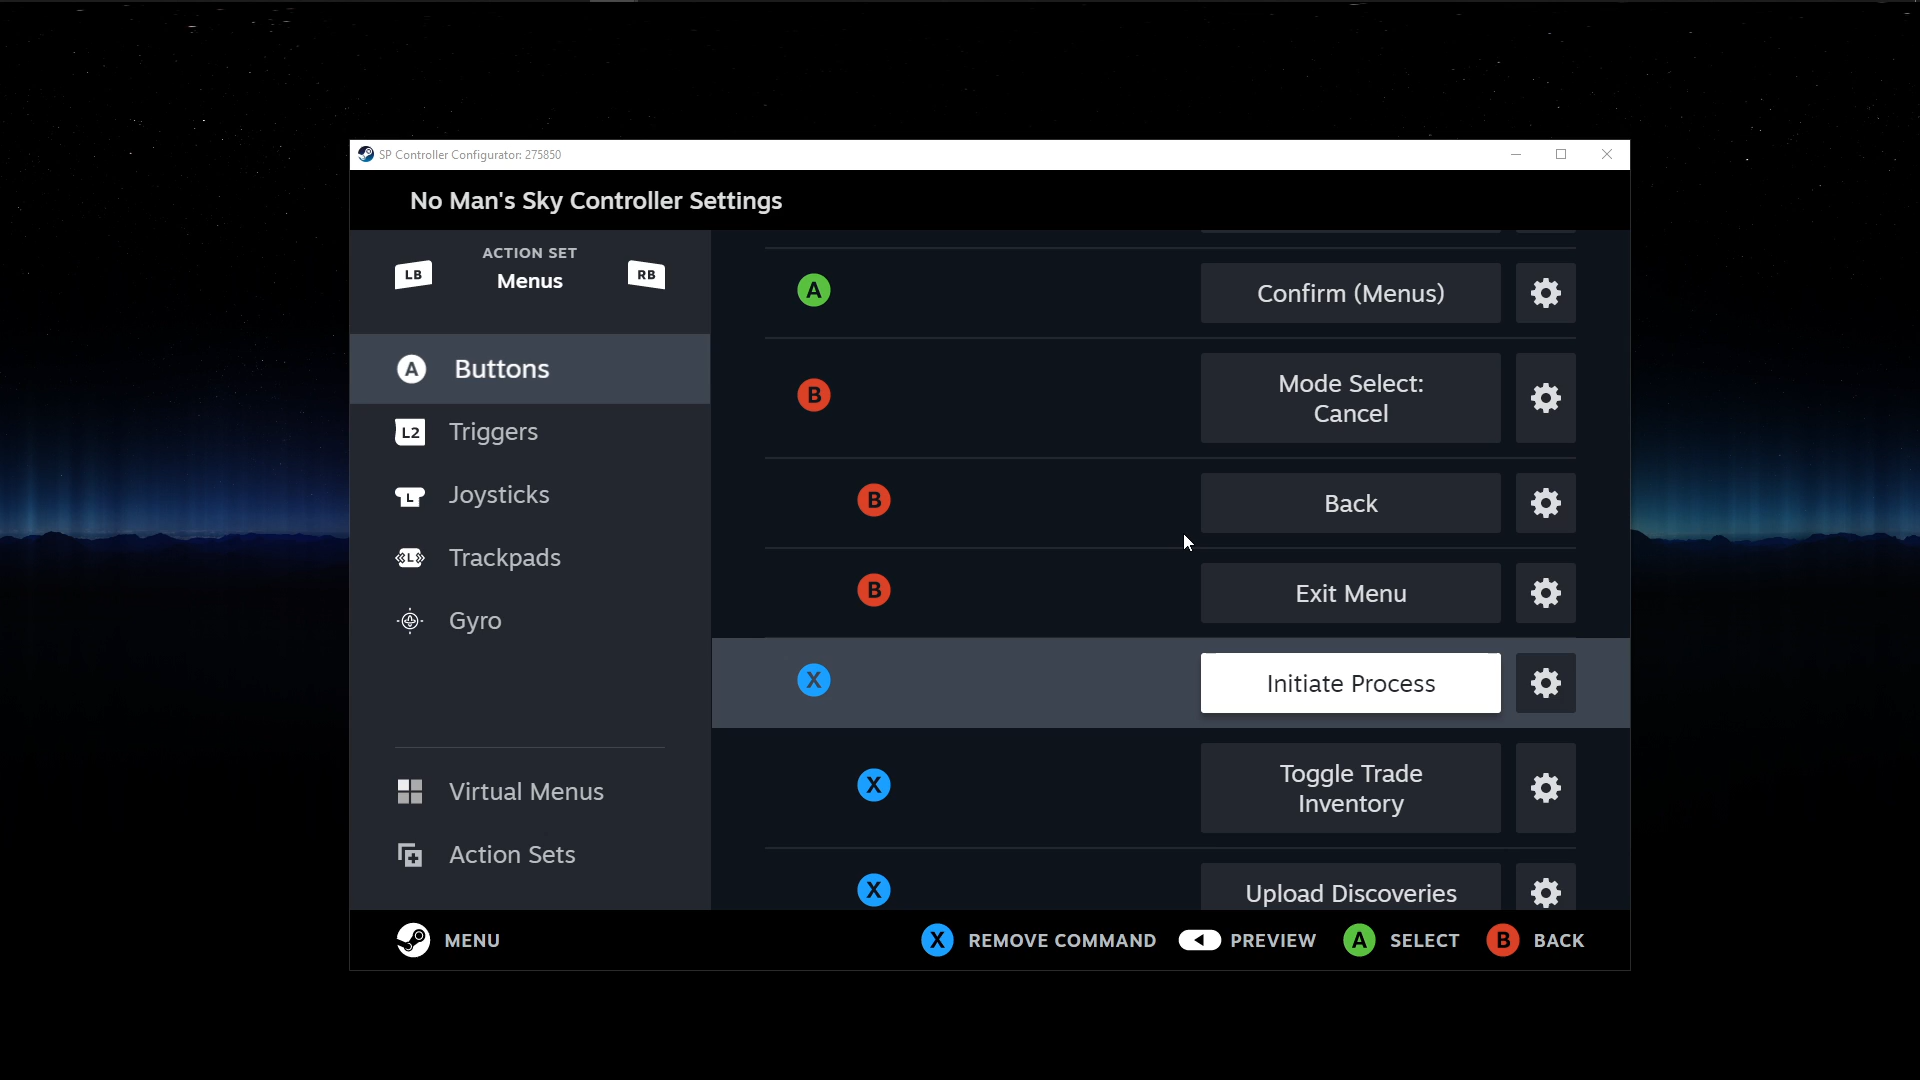 SP Controller Configurator: 275850
No Man's Sky Controller Settings
LB
ACTION SET
Menus
RB
A Buttons
L2 Triggers
L Joysticks
L Trackpads
Gyro
Virtual Menus
Action Sets
A Confirm (Menus)
B Mode Select:
Cancel
B Back
B Exit Menu
X Initiate Process
X Toggle Trade
Inventory
X Upload Discoveries
MENU
X REMOVE COMMAND
PREVIEW
A SELECT
B BACK